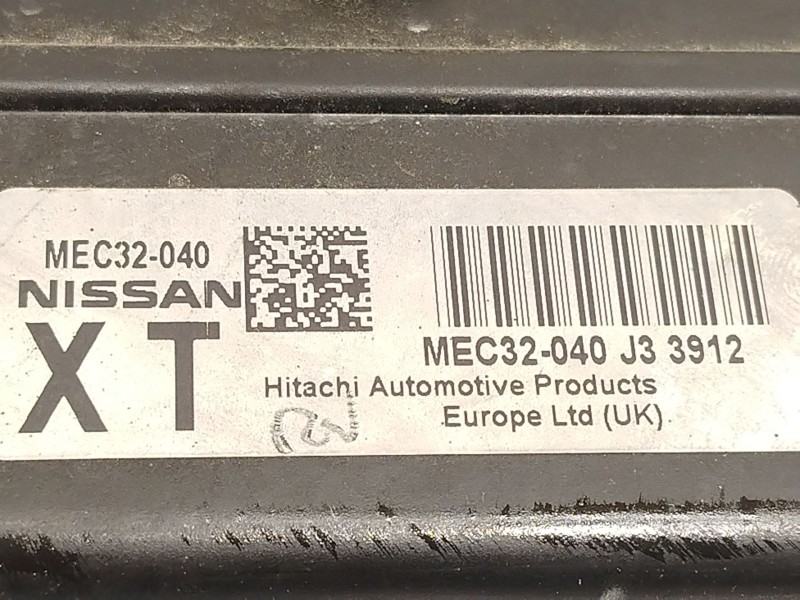 MEC32-040
NISSAN
XT
MEC32-040 J3 3912
Hitachi Automotive Products
Europe Ltd (UK)